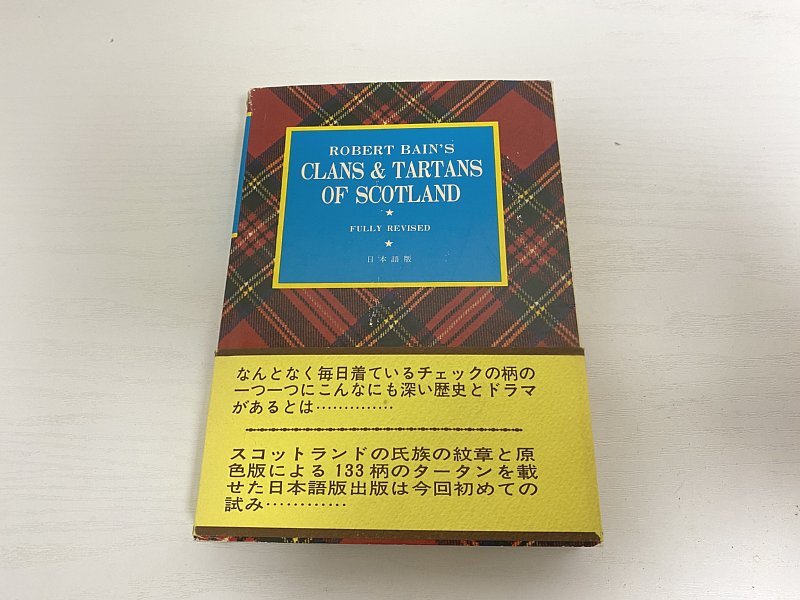 ROBERT BAIN'S
CLANS & TARTANS
OF SCOTLAND
★
FULLY REVISED
★
日本語版
なんとなく毎日着ているチェックの柄の
一つ一つにこんなにも深い歴史とドラマ
があるとは…………
スコットランドの氏族の紋章と原
色版による133柄のタータンを載
せた日本語版出版は今回初めての
試み…………